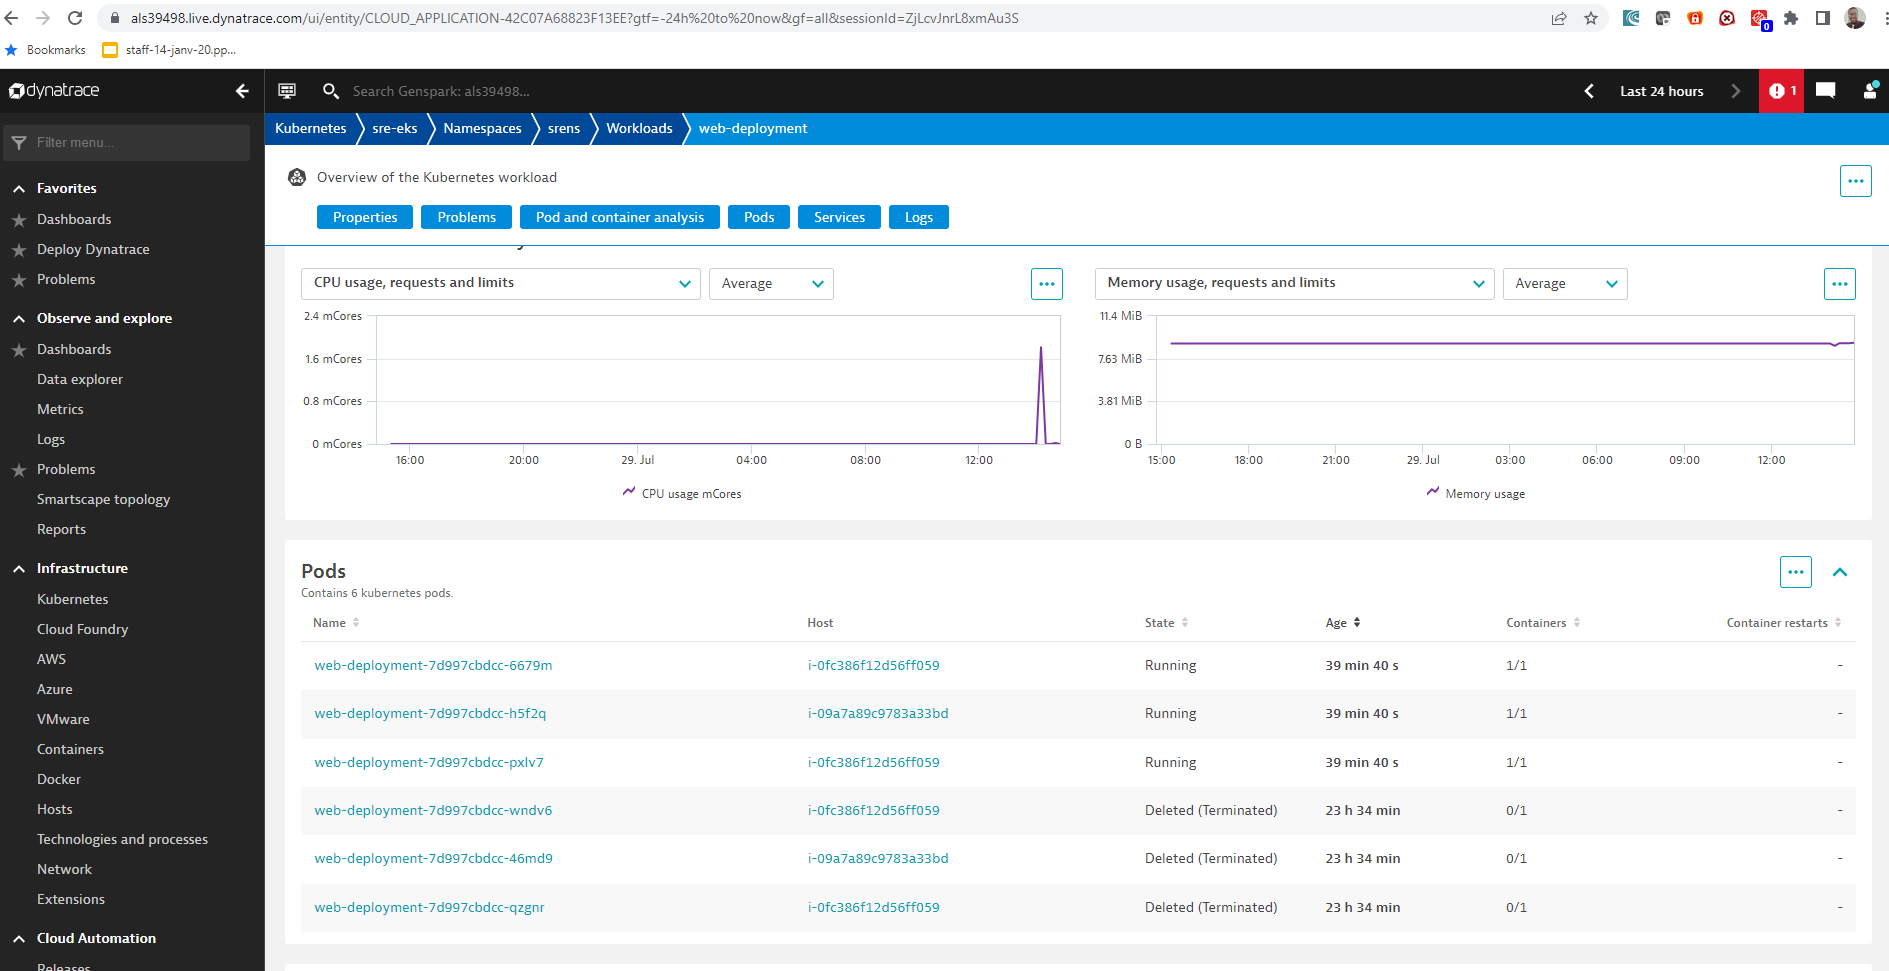 als39498.live.dynatrace.com/ui/entity/CLOUD_APPLICATION-42C07A68823F13EE?gtf=-24h%20to%20now&gf=all&sessionId=ZjLcvJnrL8xmAu3S
0
Bookmarks staff-14-janv-20.pp...
dynatrace Search Genspark: als39498... Last 24 hours 1
Filter menu...
Favorites
Dashboards
Deploy Dynatrace
Problems
Observe and explore
Dashboards
Data explorer
Metrics
Logs
Problems
Smartscape topology
Reports
Infrastructure
Kubernetes
Cloud Foundry
AWS
Azure
VMware
Containers
Docker
Hosts
Technologies and processes
Network
Extensions
Cloud Automation
Releases
Kubernetes sre-eks Namespaces srens Workloads web-deployment
Overview of the Kubernetes workload
...
Properties Problems Pod and container analysis Pods Services Logs
CPU usage, requests and limits Average ...
2.4 mCores
1.6 mCores
0.8 mCores
0 mCores
16:00 20:00 29. Jul 04:00 08:00 12:00
CPU usage mCores
Memory usage, requests and limits Average ...
11.4 MiB
7.63 MiB
3.81 MiB
0 B
15:00 18:00 21:00 29. Jul 03:00 06:00 09:00 12:00
Memory usage
Pods ...
Contains 6 kubernetes pods.
Name Host State Age Containers Container restarts
web-deployment-7d997cbdcc-6679m i-0fc386f12d56ff059 Running 39 min 40 s 1/1 -
web-deployment-7d997cbdcc-h5f2q i-09a7a89c9783a33bd Running 39 min 40 s 1/1 -
web-deployment-7d997cbdcc-pxlv7 i-0fc386f12d56ff059 Running 39 min 40 s 1/1 -
web-deployment-7d997cbdcc-wndv6 i-0fc386f12d56ff059 Deleted (Terminated) 23 h 34 min 0/1 -
web-deployment-7d997cbdcc-46md9 i-09a7a89c9783a33bd Deleted (Terminated) 23 h 34 min 0/1 -
web-deployment-7d997cbdcc-qzgnr i-0fc386f12d56ff059 Deleted (Terminated) 23 h 34 min 0/1 -